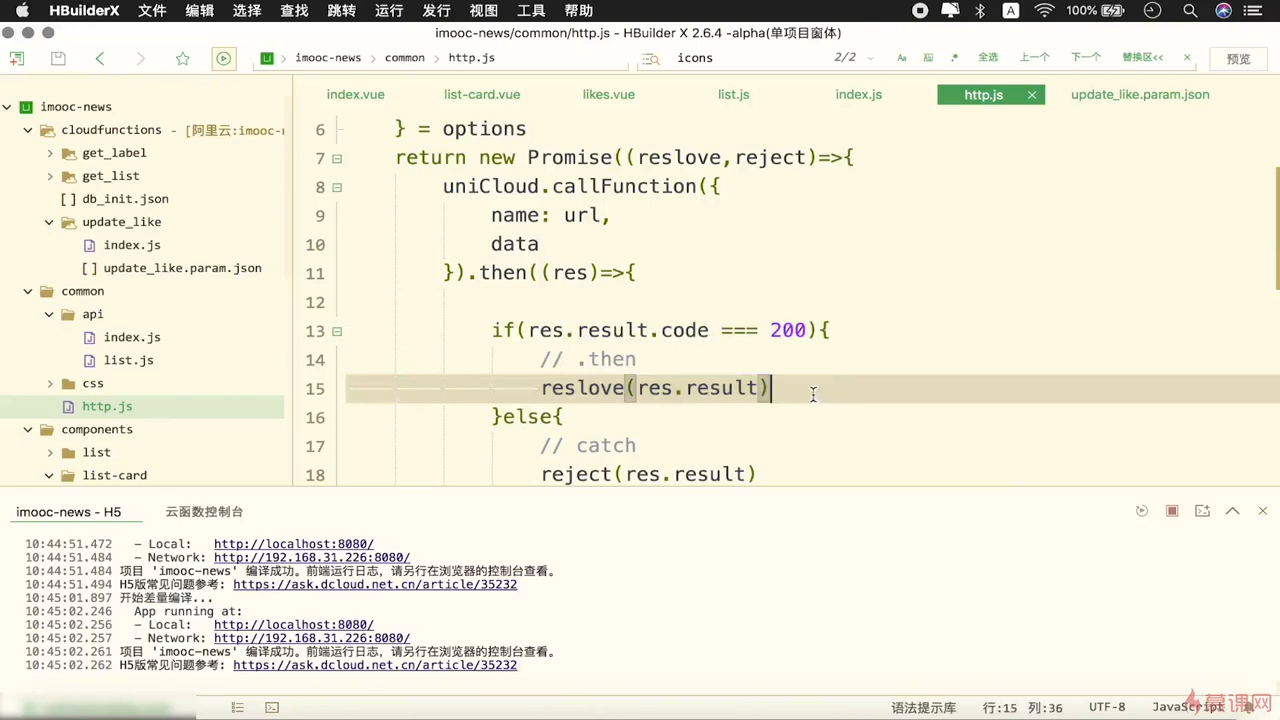 HBuilderX 文件 编辑 选择 查找 跳转 运行 发行 视图 工具 帮助 A 100%
imooc-news/common/http.js - HBuilder X 2.6.4 -alpha(单项目窗体)
imooc-news common http.js icons 2/2 Aa 全选 上一个 下一个 替换区<< 预览
index.vue list-card.vue likes.vue list.js index.js http.js update_like.param.json
imooc-news
cloudfunctions - [阿里云:imooc-
get_label
get_list
[ ] db_init.json
update_like
index.js
[ ] update_like.param.json
common
api
index.js
list.js
css
http.js
components
list
list-card
6 } = options
7 return new Promise((reslove,reject)=>{
8 uniCloud.callFunction({
9 name: url,
10 data
11 }).then((res)=>{
12
13 if(res.result.code === 200){
14 // .then
15 reslove(res.result)
16 }else{
17 // catch
18 reject(res.result)
imooc-news - H5 云函数控制台
10:44:51.472 - Local: http://localhost:8080/
10:44:51.484 - Network: http://192.168.31.226:8080/
10:44:51.484 项目 'imooc-news' 编译成功。前端运行日志，请另行在浏览器的控制台查看。
10:44:51.494 H5版常见问题参考: https://ask.dcloud.net.cn/article/35232
10:45:01.897 开始差量编译...
10:45:02.246 App running at:
10:45:02.256 - Local: http://localhost:8080/
10:45:02.257 - Network: http://192.168.31.226:8080/
10:45:02.261 项目 'imooc-news' 编译成功。前端运行日志，请另行在浏览器的控制台查看。
10:45:02.262 H5版常见问题参考: https://ask.dcloud.net.cn/article/35232
语法提示库 行:15 列:36 UTF-8 JavaScript
慕课网